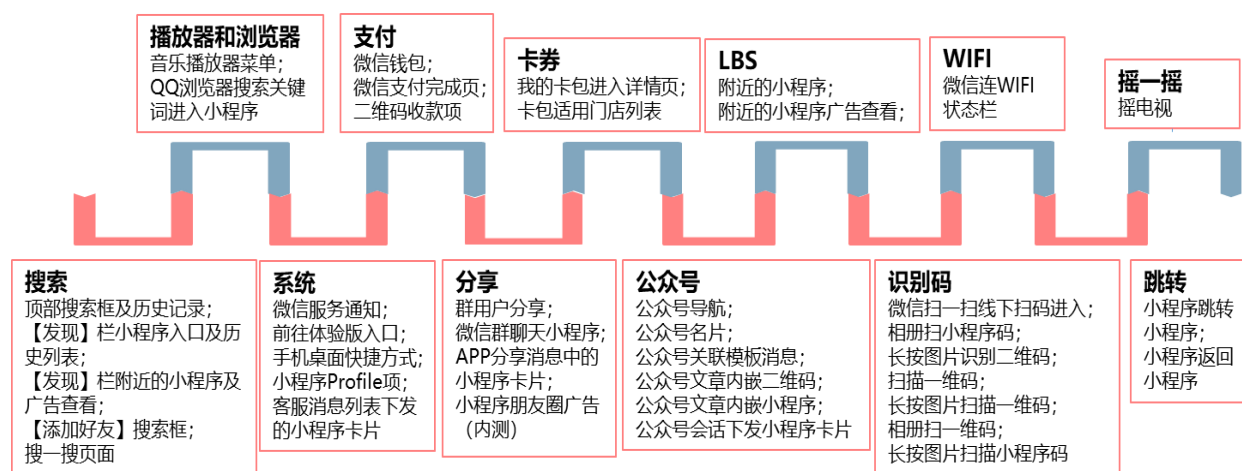 播放器和浏览器
音乐播放器菜单；
QQ浏览器搜索关键
词进入小程序
支付
微信钱包；
微信支付完成页；
二维码收款项
卡券
我的卡包进入详情页；
卡包适用门店列表
LBS
附近的小程序；
附近的小程序广告查看；
WIFI
微信连WIFI
状态栏
摇一摇
摇电视
搜索
顶部搜索框及历史记录；
【发现】栏小程序入口及历
史列表；
【发现】栏附近的小程序及
广告查看；
【添加好友】搜索框；
搜一搜页面
系统
微信服务通知；
前往体验版入口；
手机桌面快捷方式；
小程序Profile项；
客服消息列表下发
的小程序卡片
分享
群用户分享；
微信群聊天小程序；
APP分享消息中的
小程序卡片；
小程序朋友圈广告
（内测）
公众号
公众号导航；
公众号名片；
公众号关联模板消息；
公众号文章内嵌二维码；
公众号文章内嵌小程序；
公众号会话下发小程序卡片
识别码
微信扫一扫线下扫码进入；
相册扫小程序码；
长按图片识别二维码；
扫描一维码；
长按图片扫描一维码；
相册扫一维码；
长按图片扫描小程序码
跳转
小程序跳转
小程序；
小程序返回
小程序